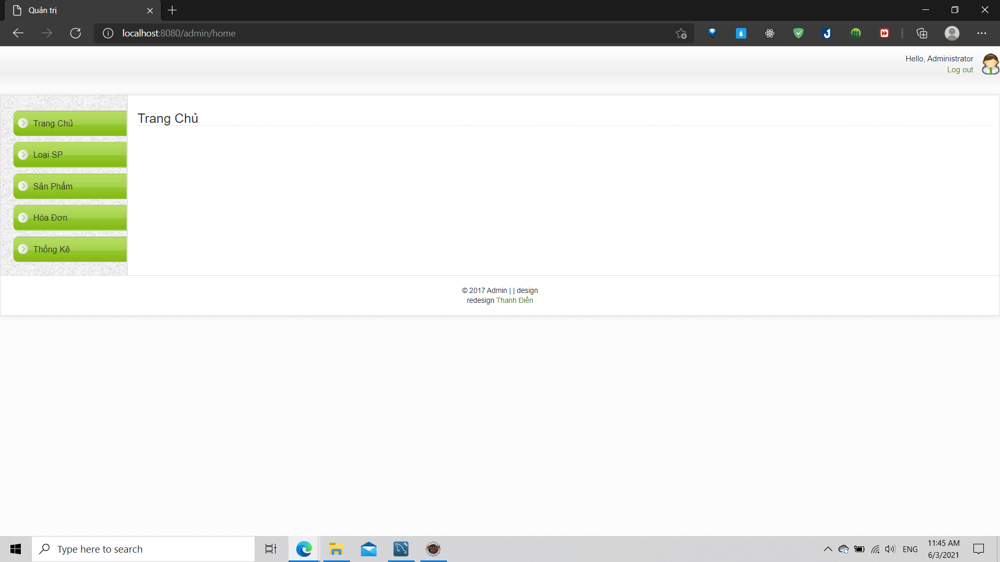 Quản trị
localhost:8080/admin/home
Hello, Administrator
Log out
Trang Chủ
Loại SP
Sản Phẩm
Hóa Đơn
Thống Kê
Trang Chủ
© 2017 Admin | | design
redesign Thanh Điền
Type here to search
ENG
11:45 AM
6/3/2021